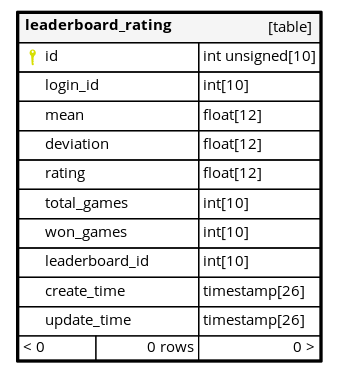 leaderboard_rating [table]
id int unsigned[10]
login_id int[10]
mean float[12]
deviation float[12]
rating float[12]
total_games int[10]
won_games int[10]
leaderboard_id int[10]
create_time timestamp[26]
update_time timestamp[26]
< 0 0 rows 0 >